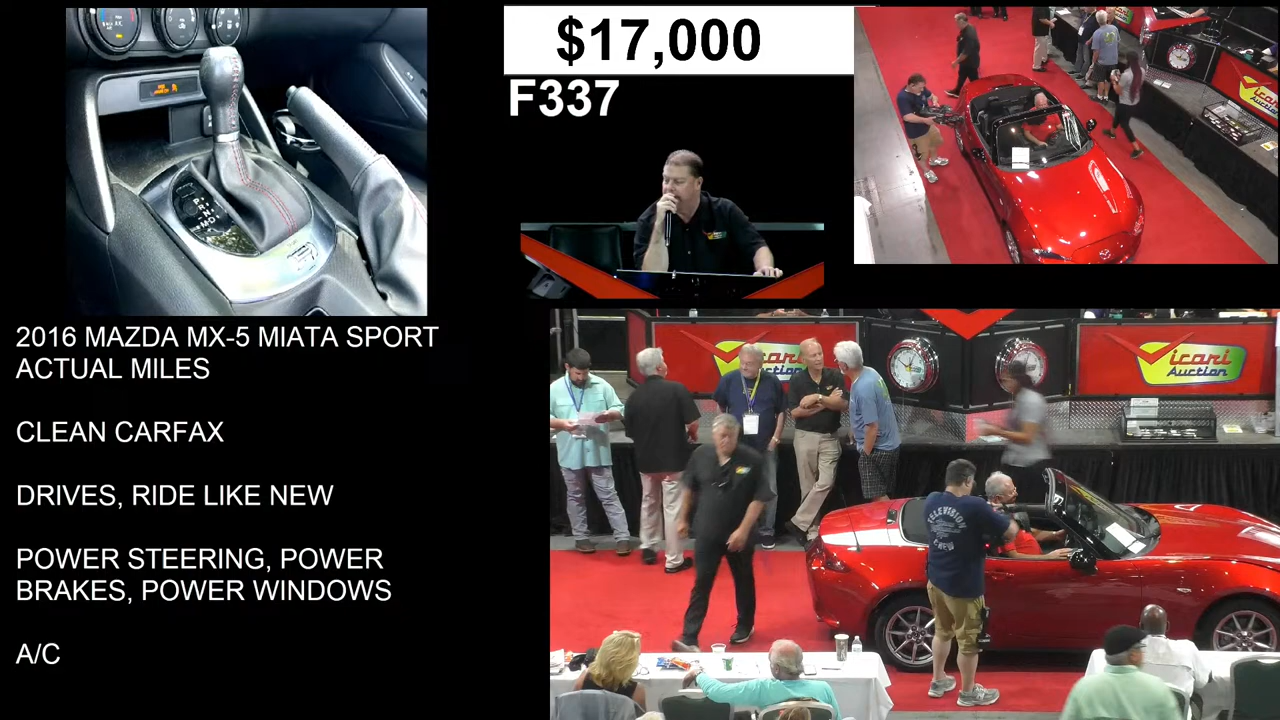 $17,000
F337
2016 MAZDA MX-5 MIATA SPORT
ACTUAL MILES
CLEAN CARFAX
DRIVES, RIDE LIKE NEW
POWER STEERING, POWER
BRAKES, POWER WINDOWS
A/C
P
R
N
M D
Vicari
Auction
Vicari
Auction
Vicari
TELEVISION
CREW